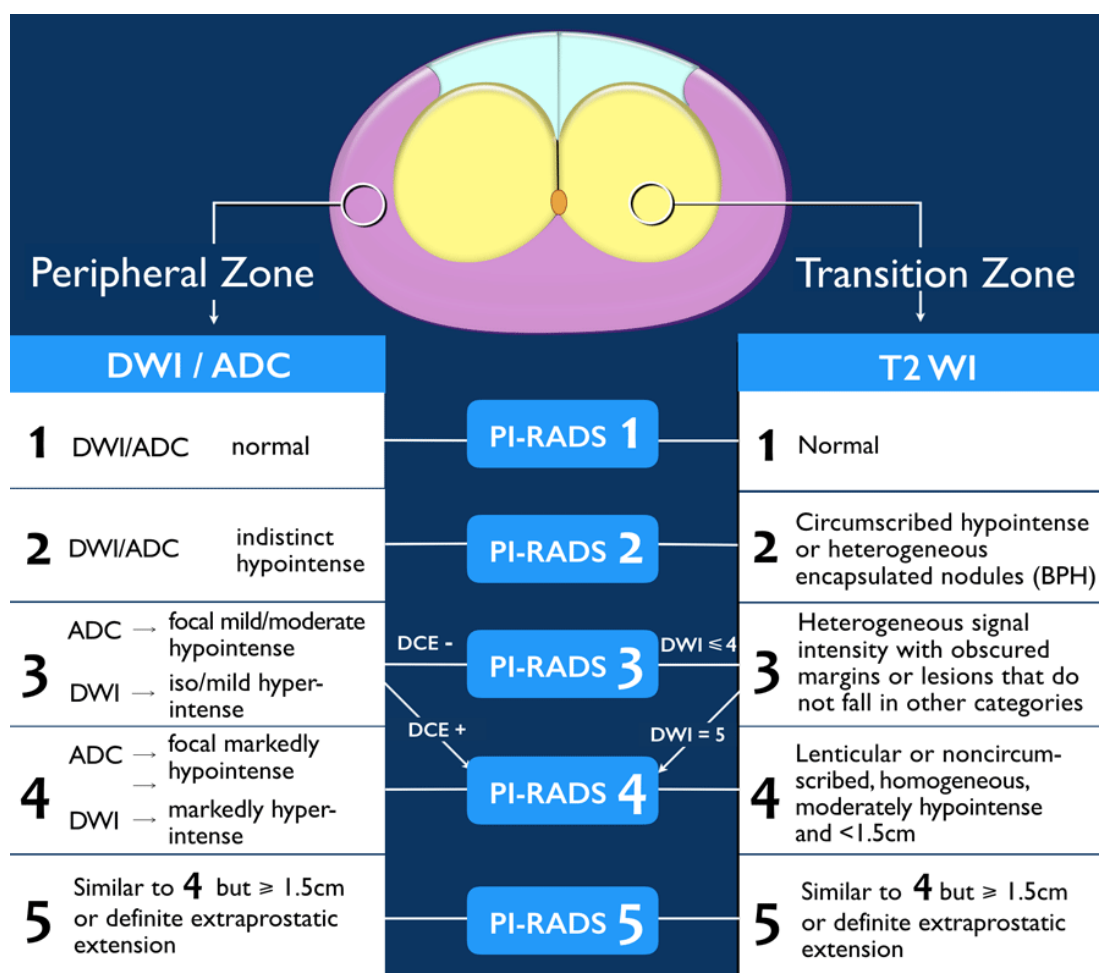 Peripheral Zone
Transition Zone
DWI / ADC
T2 WI
1 DWI/ADC normal
PI-RADS 1
1 Normal
2 DWI/ADC indistinct
hypointense
PI-RADS 2
2 Circumscribed hypointense
or heterogeneous
encapsulated nodules (BPH)
3 ADC → focal mild/moderate
hypointense
DWI → iso/mild hyper-
intense
DCE -
DCE +
PI-RADS 3
DWI ≤ 4
DWI = 5
3 Heterogeneous signal
intensity with obscured
margins or lesions that do
not fall in other categories
4 ADC → focal markedly
→ hypointense
DWI → markedly hyper-
intense
PI-RADS 4
4 Lenticular or noncircum-
scribed, homogeneous,
moderately hypointense
and <1.5cm
5 Similar to 4 but ≥ 1.5cm
or definite extraprostatic
extension
PI-RADS 5
5 Similar to 4 but ≥ 1.5cm
or definite extraprostatic
extension